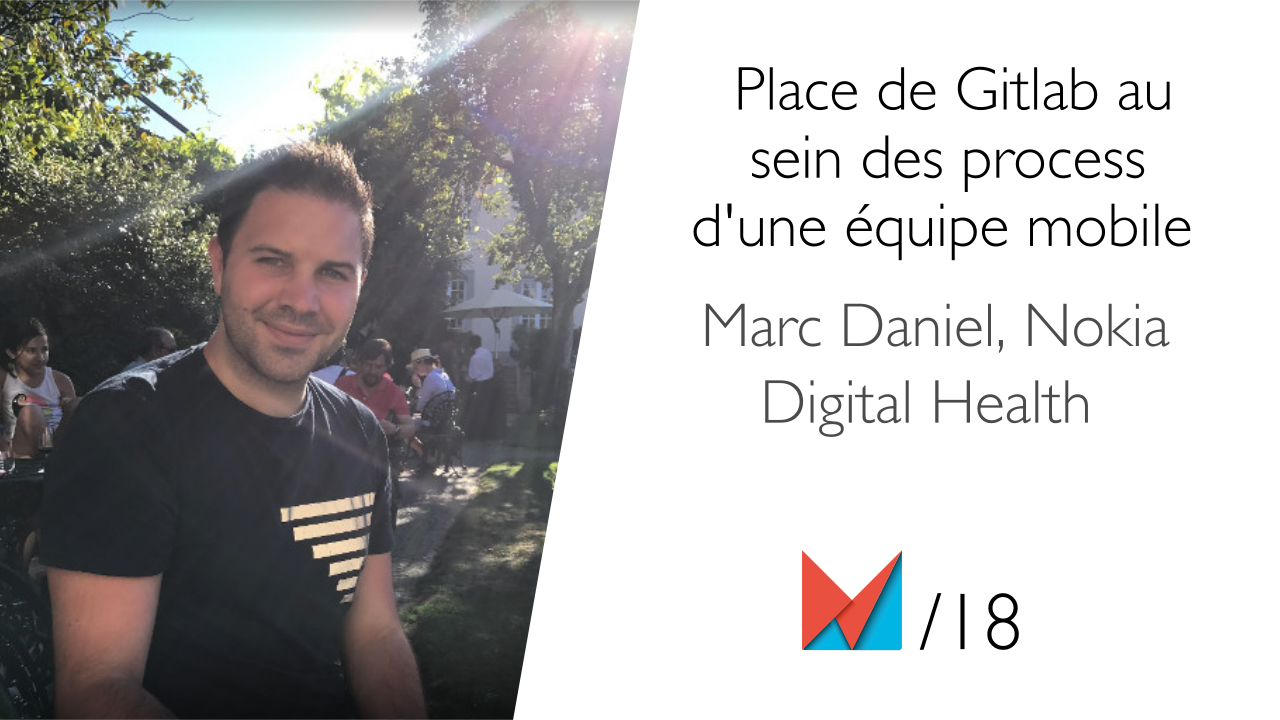 Place de Gitlab au
sein des process
d'une équipe mobile
Marc Daniel, Nokia
Digital Health
/18